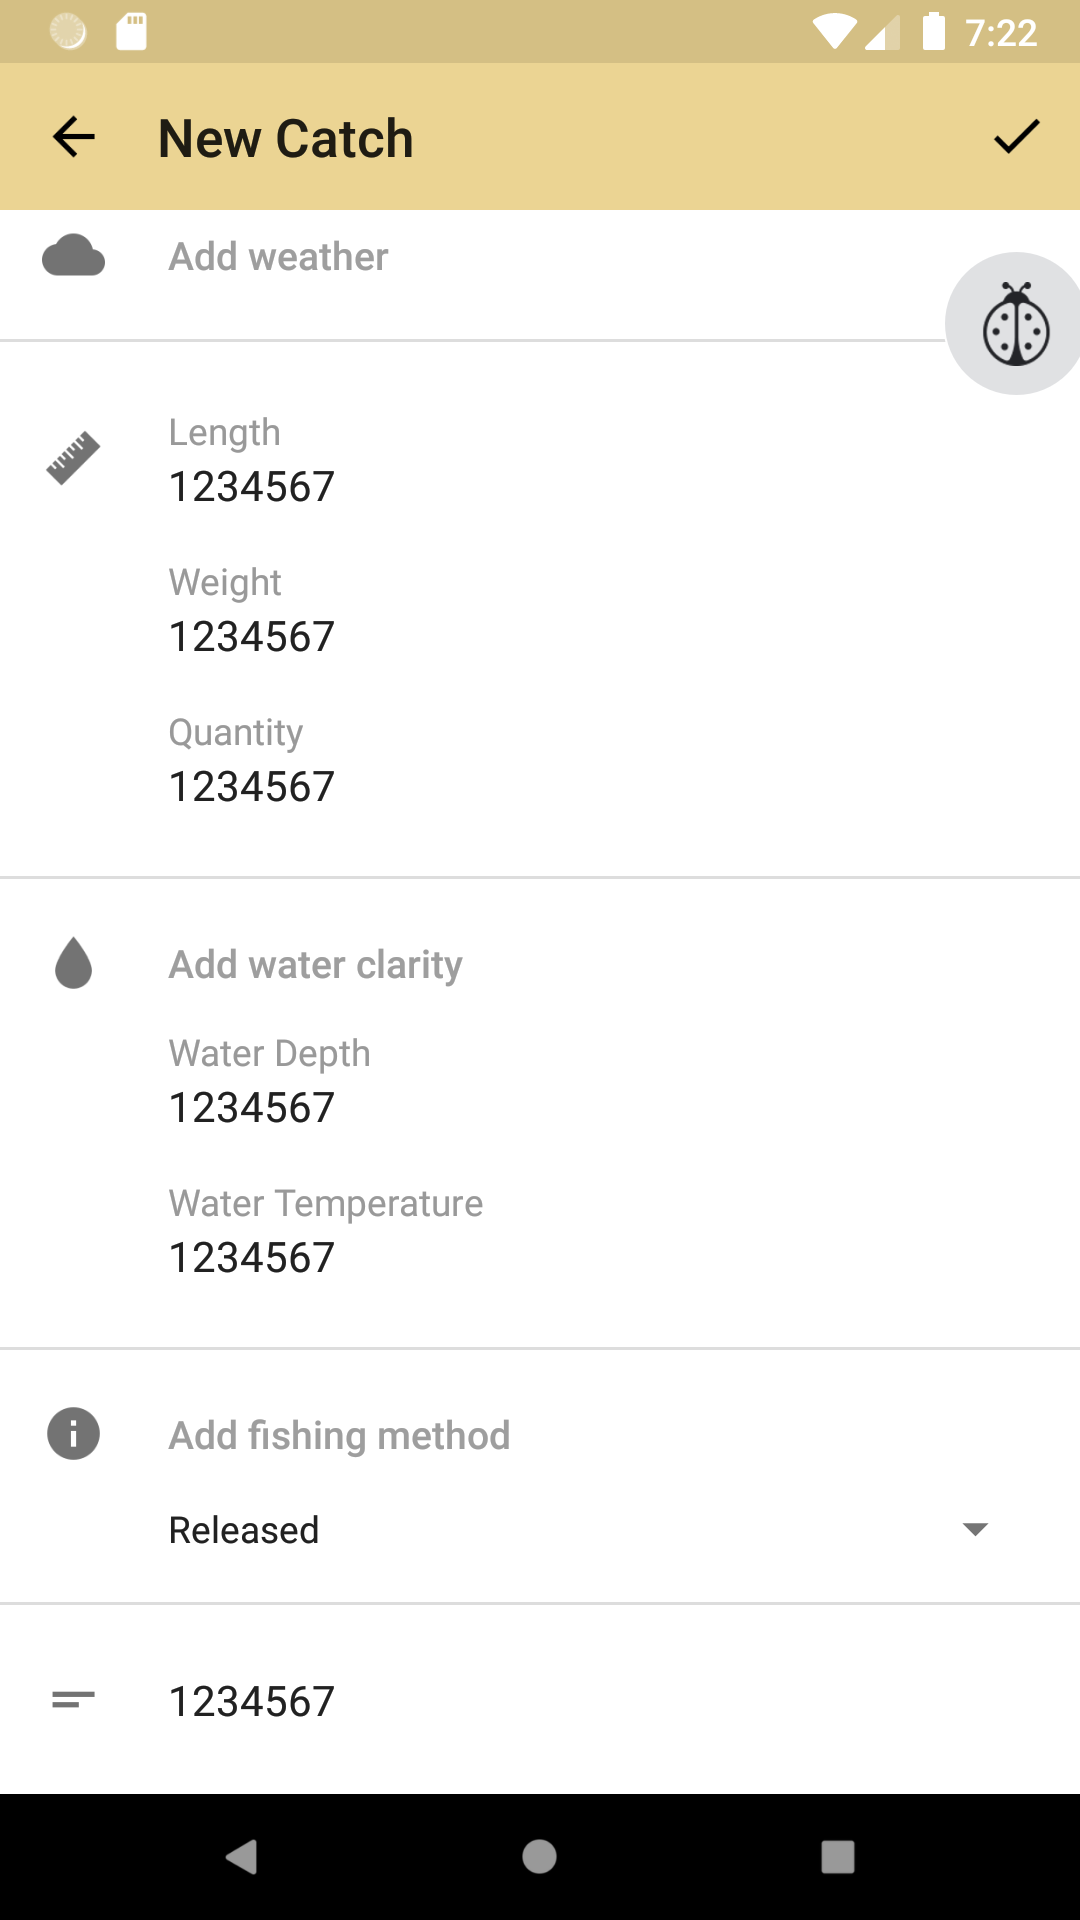 7:22
New Catch
Add weather
Length
1234567
Weight
1234567
Quantity
1234567
Add water clarity
Water Depth
1234567
Water Temperature
1234567
Add fishing method
Released
1234567